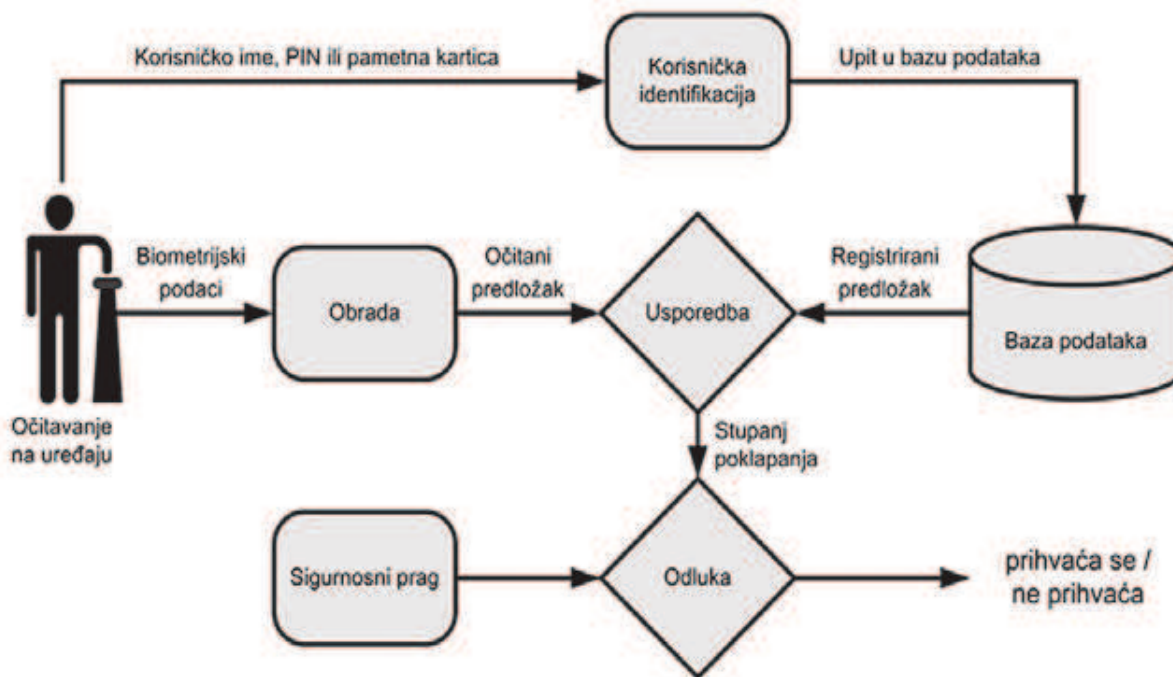 Korisničko ime, PIN ili pametna kartica
Korisnička
identifikacija
Upit u bazu podataka
Biometrijski
podaci
Obrada
Očitani
predložak
Usporedba
Registrirani
predložak
Baza podataka
Očitavanje
na uređaju
Stupanj
poklapanja
Sigurnosni prag
Odluka
prihvaća se /
ne prihvaća